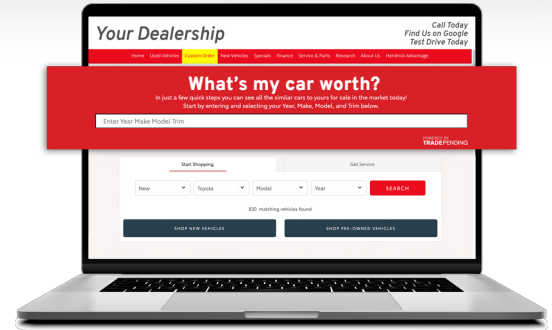 Your Dealership
Call Today
Find Us on Google
Test Drive Today
Home Used Vehicles Custom Order New Vehicles Specials Finance Service & Parts Research About Us Hendrick Advantage
What's my car worth?
In just a few quick steps you can see all the similar cars to yours for sale in the market today!
Start by entering and selecting your Year, Make, Model, and Trim below.
Enter Year Make Model Trim
POWERED BY
TRADEPENDING
Start Shopping Get Service
New Toyota Model Year SEARCH
830 matching vehicles found
SHOP NEW VEHICLES SHOP PRE-OWNED VEHICLES